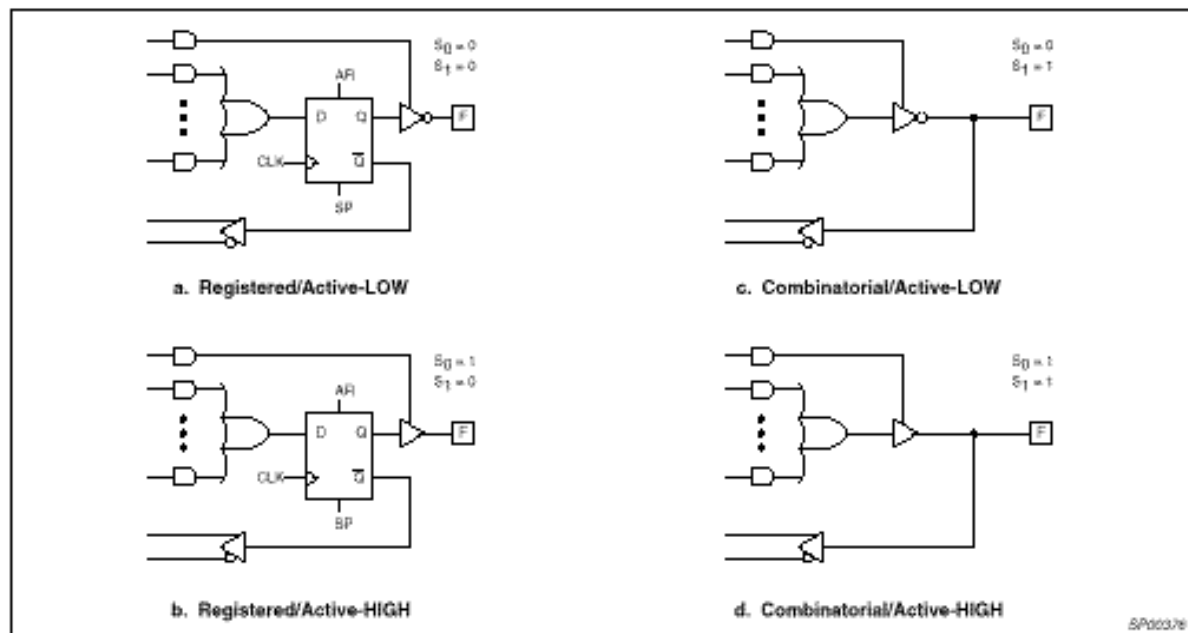 S0 = 0
S1 = 0
AR
D Q
F
CLK
Q̅
SP
a. Registered/Active-LOW
S0 = 0
S1 = 1
F
c. Combinatorial/Active-LOW
S0 = 1
S1 = 0
AR
D Q
F
CLK
Q̅
SP
b. Registered/Active-HIGH
S0 = 1
S1 = 1
F
d. Combinatorial/Active-HIGH
SP00376